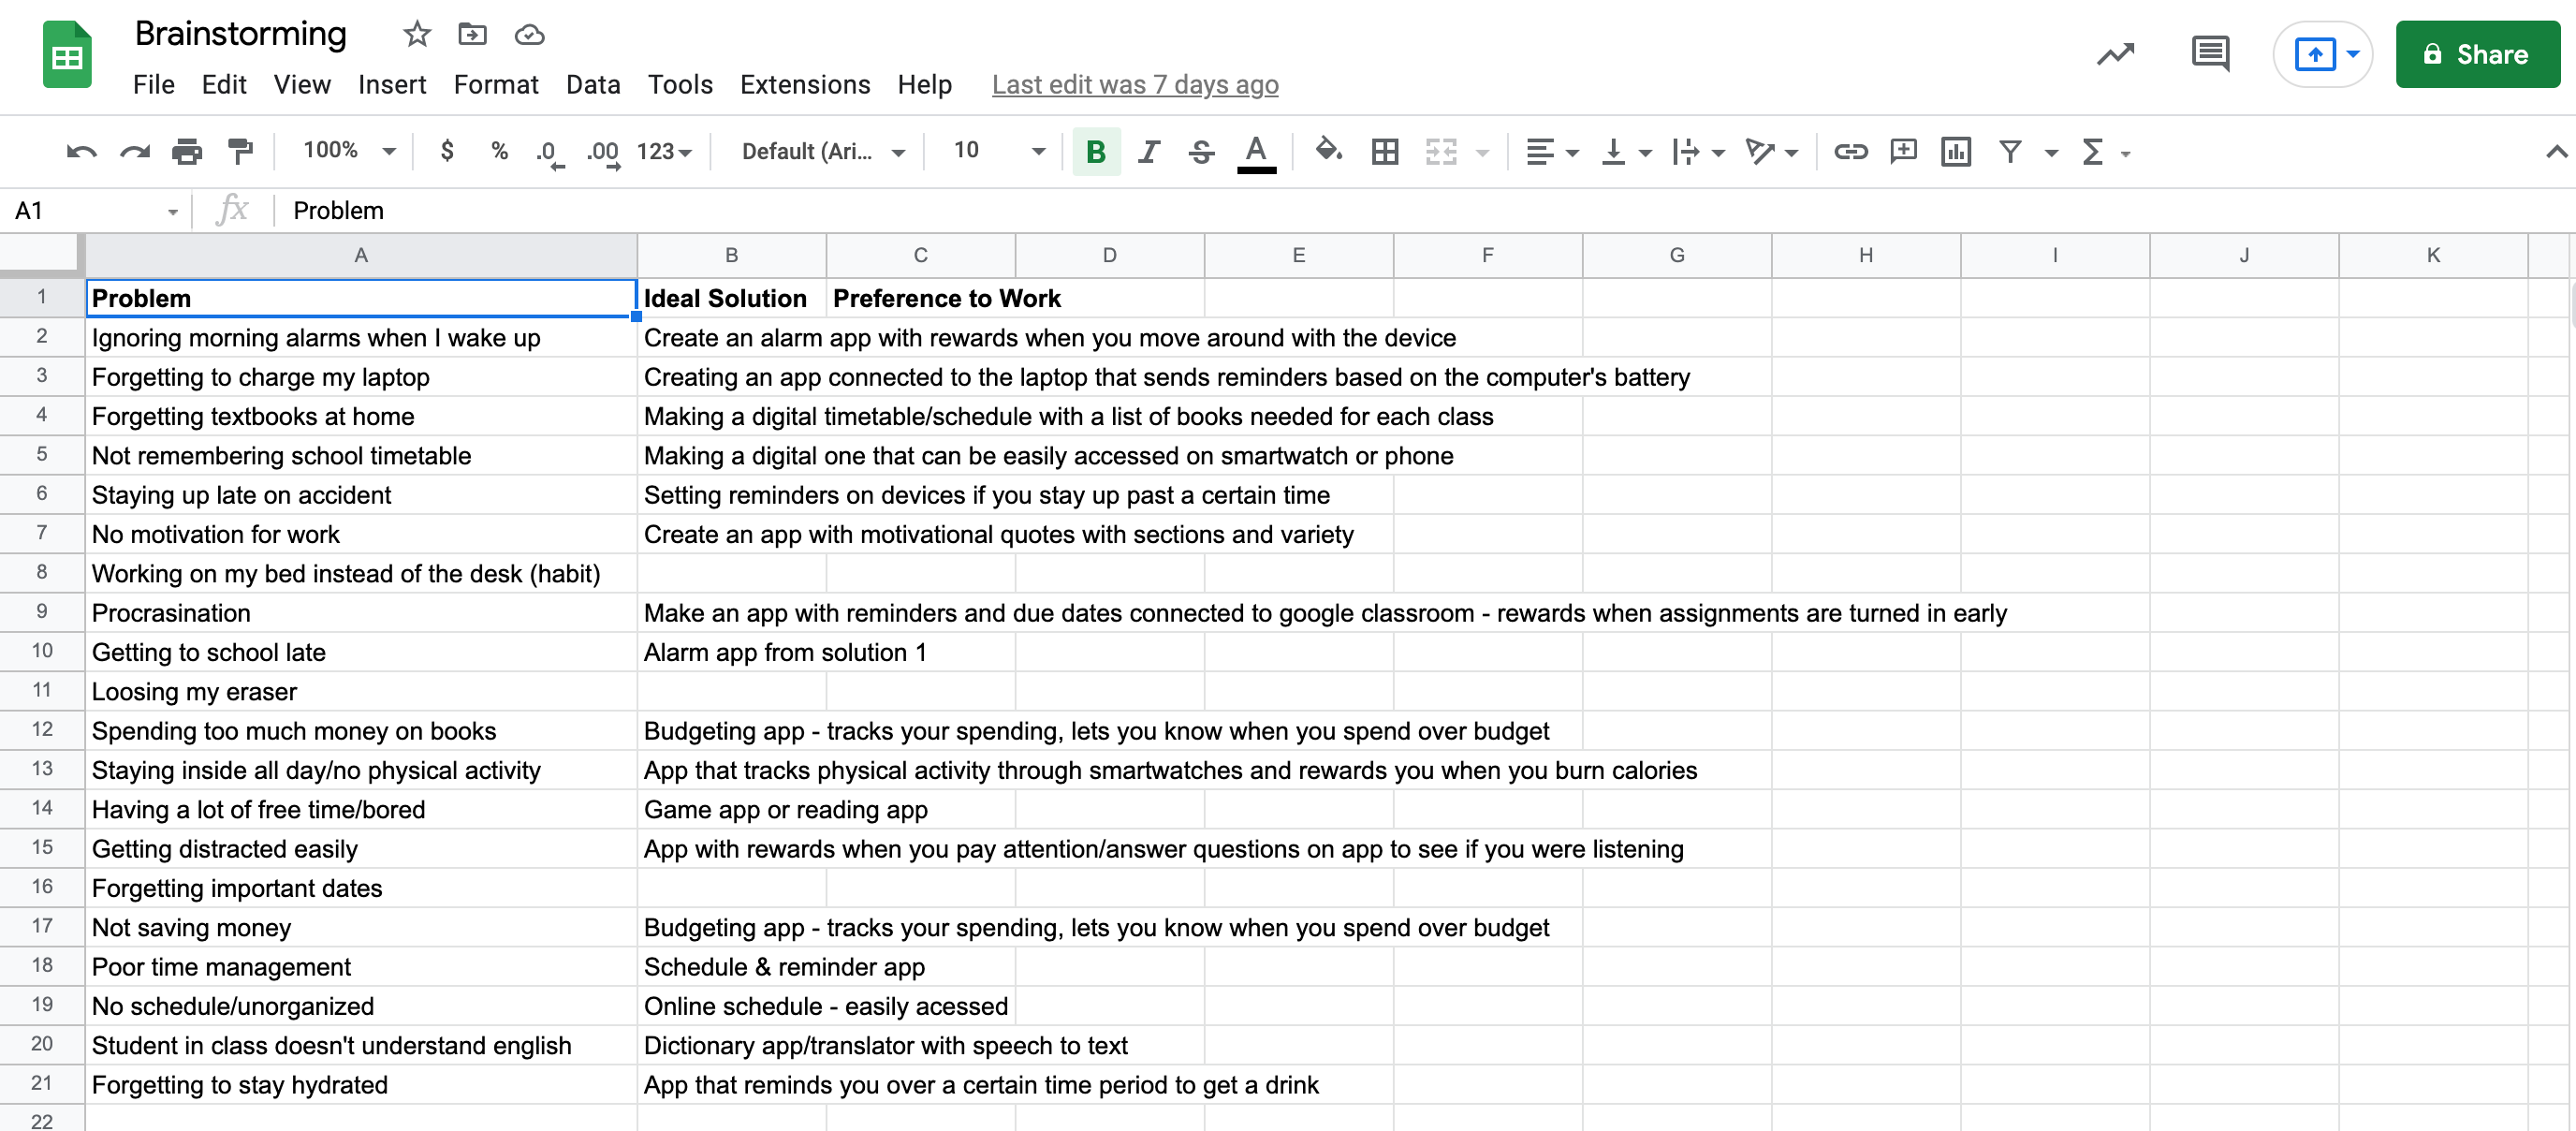 Brainstorming
File Edit View Insert Format Data Tools Extensions Help Last edit was 7 days ago
Share
100% $ % .0 .00 123 Default (Ari... 10 B I S A
A1 fx Problem
A B C D E F G H I J K
1 Problem Ideal Solution Preference to Work
2 Ignoring morning alarms when I wake up Create an alarm app with rewards when you move around with the device
3 Forgetting to charge my laptop Creating an app connected to the laptop that sends reminders based on the computer's battery
4 Forgetting textbooks at home Making a digital timetable/schedule with a list of books needed for each class
5 Not remembering school timetable Making a digital one that can be easily accessed on smartwatch or phone
6 Staying up late on accident Setting reminders on devices if you stay up past a certain time
7 No motivation for work Create an app with motivational quotes with sections and variety
8 Working on my bed instead of the desk (habit)
9 Procrasination Make an app with reminders and due dates connected to google classroom - rewards when assignments are turned in early
10 Getting to school late Alarm app from solution 1
11 Loosing my eraser
12 Spending too much money on books Budgeting app - tracks your spending, lets you know when you spend over budget
13 Staying inside all day/no physical activity App that tracks physical activity through smartwatches and rewards you when you burn calories
14 Having a lot of free time/bored Game app or reading app
15 Getting distracted easily App with rewards when you pay attention/answer questions on app to see if you were listening
16 Forgetting important dates
17 Not saving money Budgeting app - tracks your spending, lets you know when you spend over budget
18 Poor time management Schedule & reminder app
19 No schedule/unorganized Online schedule - easily acessed
20 Student in class doesn't understand english Dictionary app/translator with speech to text
21 Forgetting to stay hydrated App that reminds you over a certain time period to get a drink
22